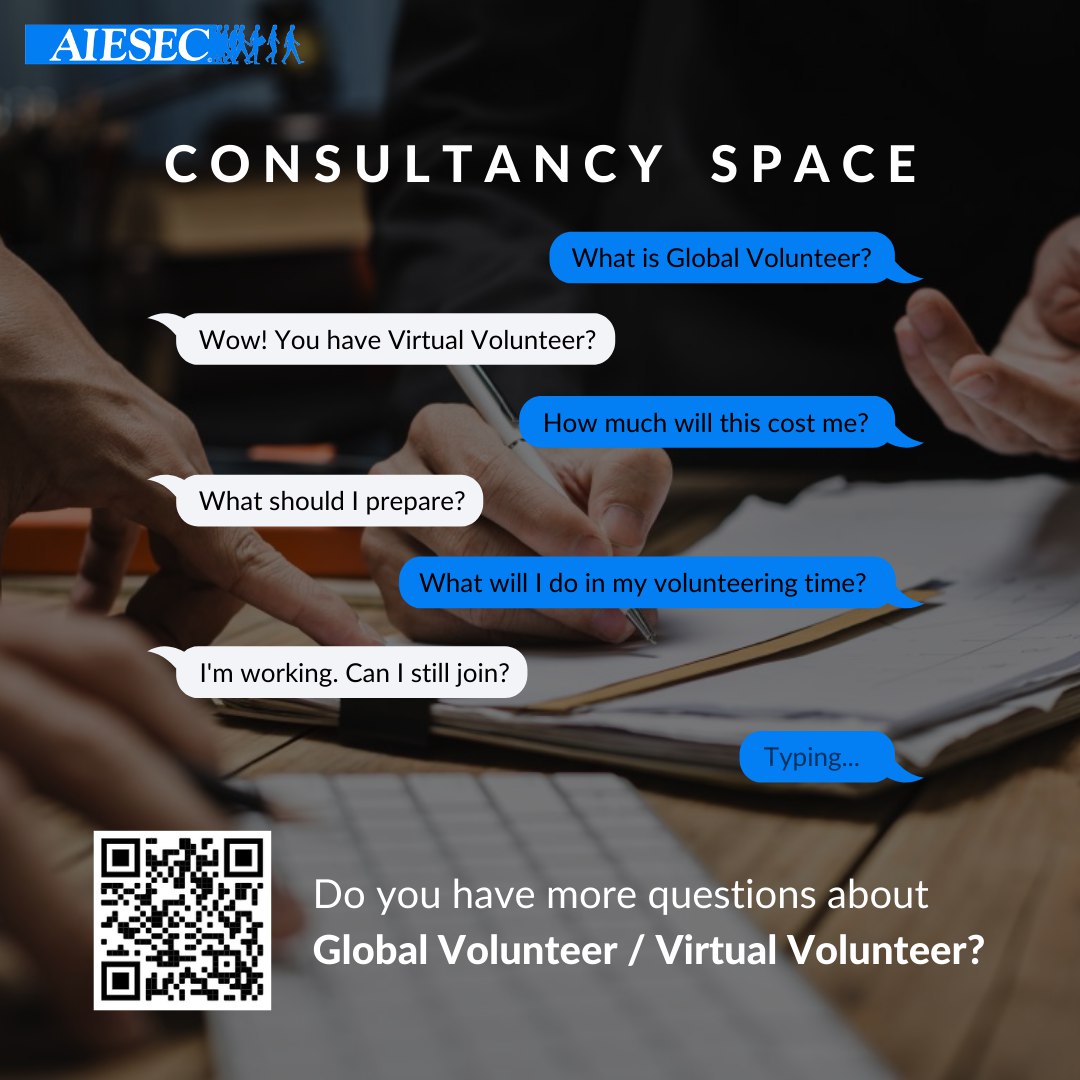 AIESEC
CONSULTANCY SPACE
What is Global Volunteer?
Wow! You have Virtual Volunteer?
How much will this cost me?
What should I prepare?
What will I do in my volunteering time?
I'm working. Can I still join?
Typing...
Do you have more questions about
Global Volunteer / Virtual Volunteer?